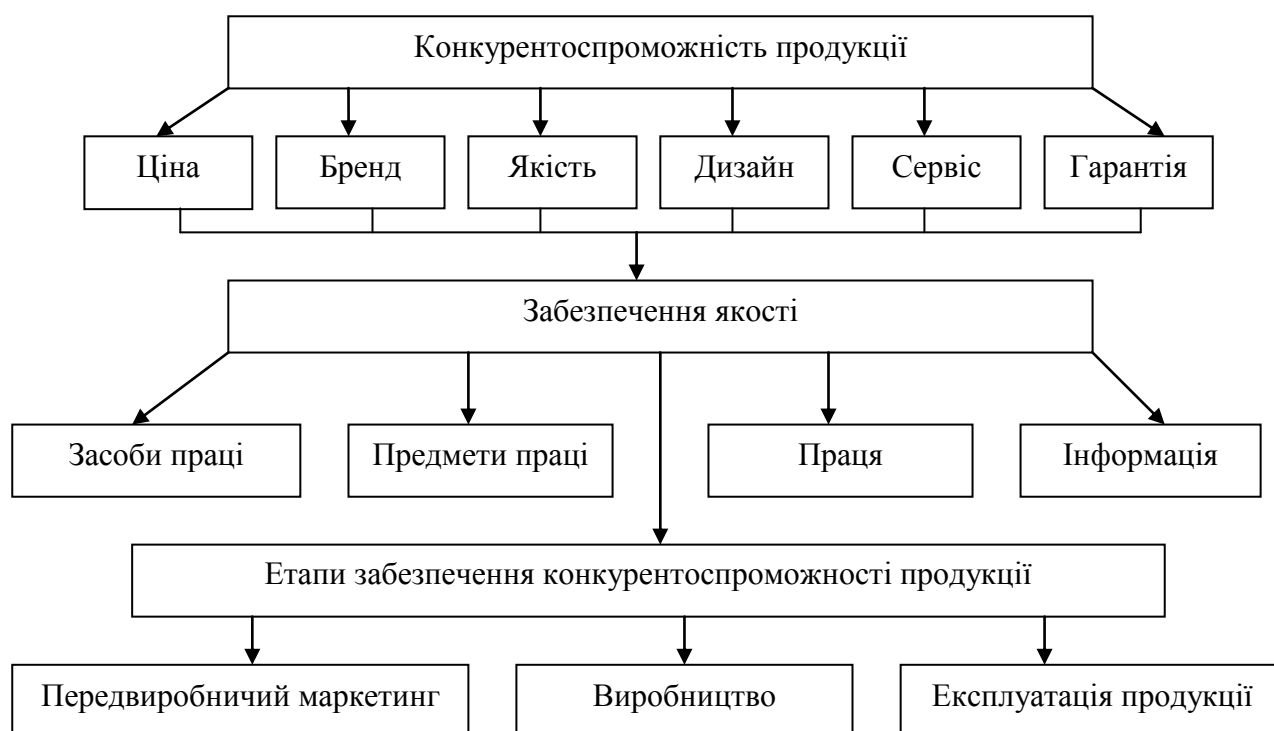 Конкурентоспроможність продукції
Ціна
Бренд
Якість
Дизайн
Сервіс
Гарантія
Забезпечення якості
Засоби праці
Предмети праці
Праця
Інформація
Етапи забезпечення конкурентоспроможності продукції
Передвиробничий маркетинг
Виробництво
Експлуатація продукції